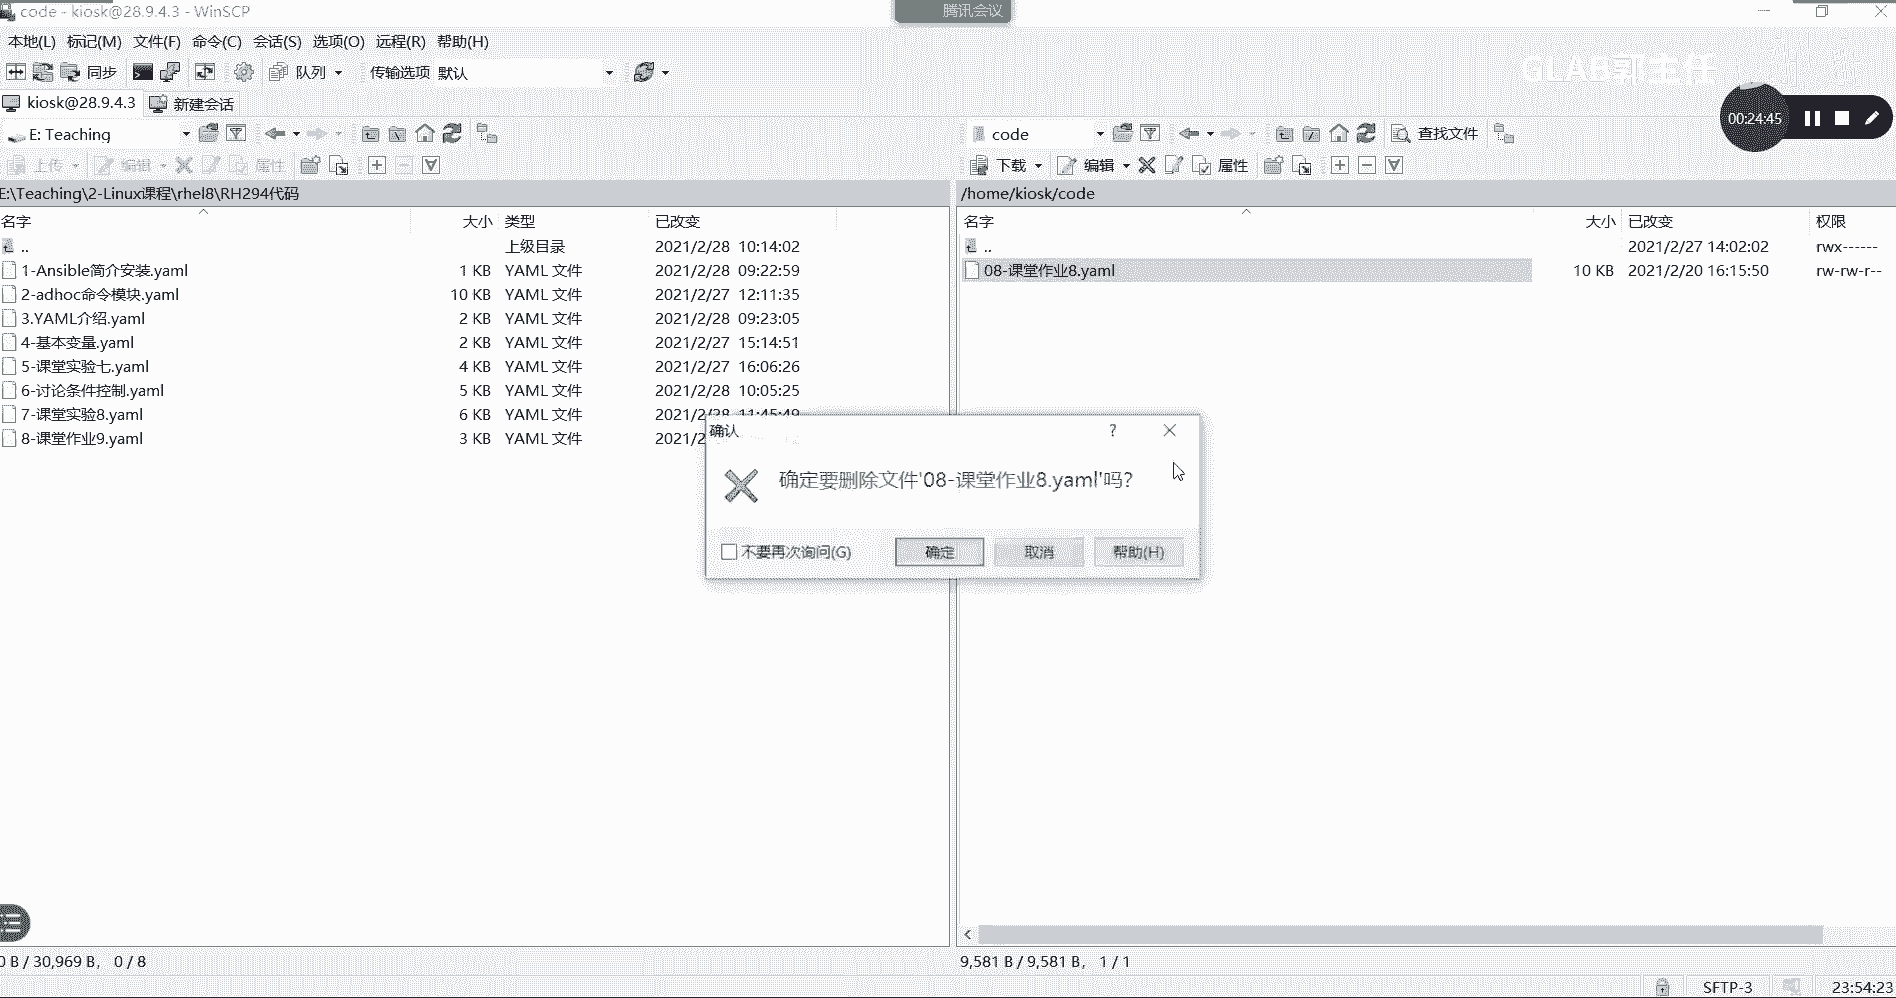 code - kiosk@28.9.4.3 - WinSCP
腾讯会议
本地(L) 标记(M) 文件(F) 命令(C) 会话(S) 选项(O) 远程(R) 帮助(H)
同步 队列 传输选项 默认
GLAB郭主任
kiosk@28.9.4.3 新建会话
00:24:45
E: Teaching
code 查找文件
上传 编辑 属性
下载 编辑 属性
E:\Teaching\2-Linux课程\rhel8\RH294代码
/home/kiosk/code
名字 大小 类型 已改变
.. 上级目录 2021/2/28 10:14:02
1-Ansible简介安装.yaml 1 KB YAML 文件 2021/2/28 09:22:59
2-adhoc命令模块.yaml 10 KB YAML 文件 2021/2/27 12:11:35
3.YAML介绍.yaml 2 KB YAML 文件 2021/2/28 09:23:05
4-基本变量.yaml 2 KB YAML 文件 2021/2/27 15:14:51
5-课堂实验七.yaml 4 KB YAML 文件 2021/2/27 16:06:26
6-讨论条件控制.yaml 5 KB YAML 文件 2021/2/28 10:05:25
7-课堂实验8.yaml 6 KB YAML 文件 2021/2/28 11:45:49
8-课堂作业9.yaml 3 KB YAML 文件 2021/2
名字 大小 已改变 权限
.. 2021/2/27 14:02:02 rwx------
08-课堂作业8.yaml 10 KB 2021/2/20 16:15:50 rw-rw-r--
确认
?
确定要删除文件'08-课堂作业8.yaml'吗?
不要再次询问(G) 确定 取消 帮助(H)
0 B / 30,969 B, 0 / 8
9,581 B / 9,581 B, 1 / 1
SFTP-3 23:54:23